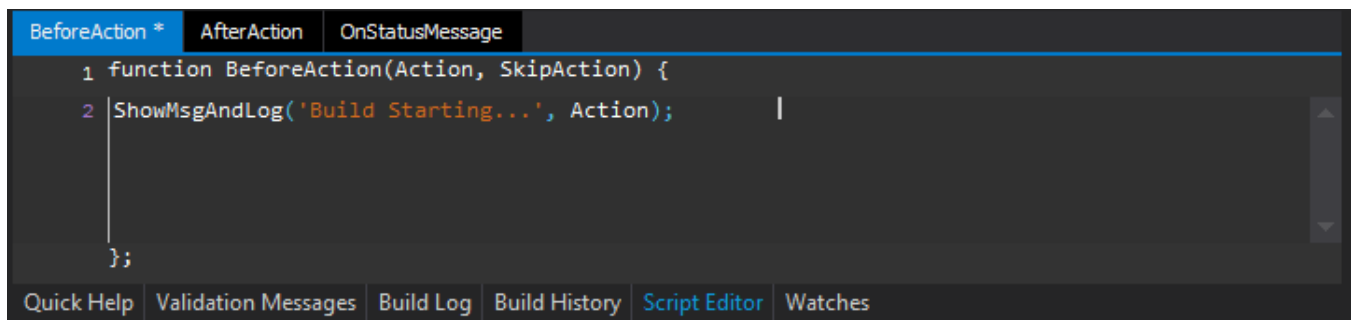 BeforeAction * AfterAction OnStatusMessage
1 function BeforeAction(Action, SkipAction) {
2 ShowMsgAndLog('Build Starting...', Action);
};
Quick Help Validation Messages Build Log Build History Script Editor Watches